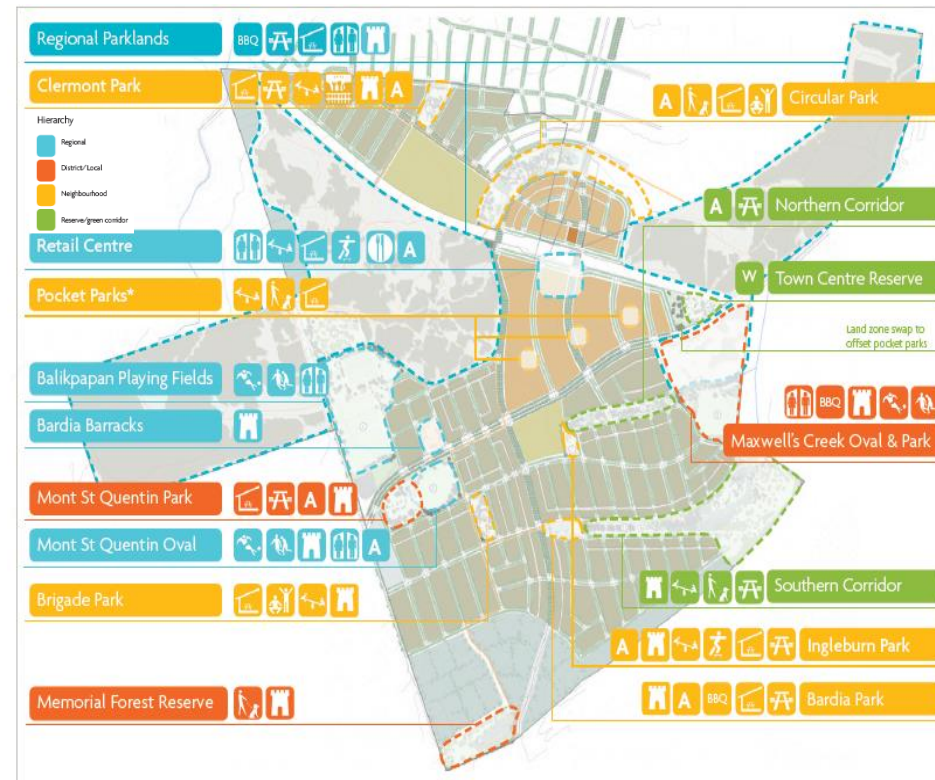 Regional Parklands
BBQ
Clermont Park
A
Hierarchy
Regional
District/Local
Neighbourhood
Reserve/green corridor
Retail Centre
A
Pocket Parks*
Balikpapan Playing Fields
Bardia Barracks
Mont St Quentin Park
A
Mont St Quentin Oval
A
Brigade Park
Memorial Forest Reserve
A
Circular Park
A
Northern Corridor
W
Town Centre Reserve
Land zone swap to
offset pocket parks
BBQ
Maxwell's Creek Oval & Park
Southern Corridor
A
Ingleburn Park
A
BBQ
Bardia Park